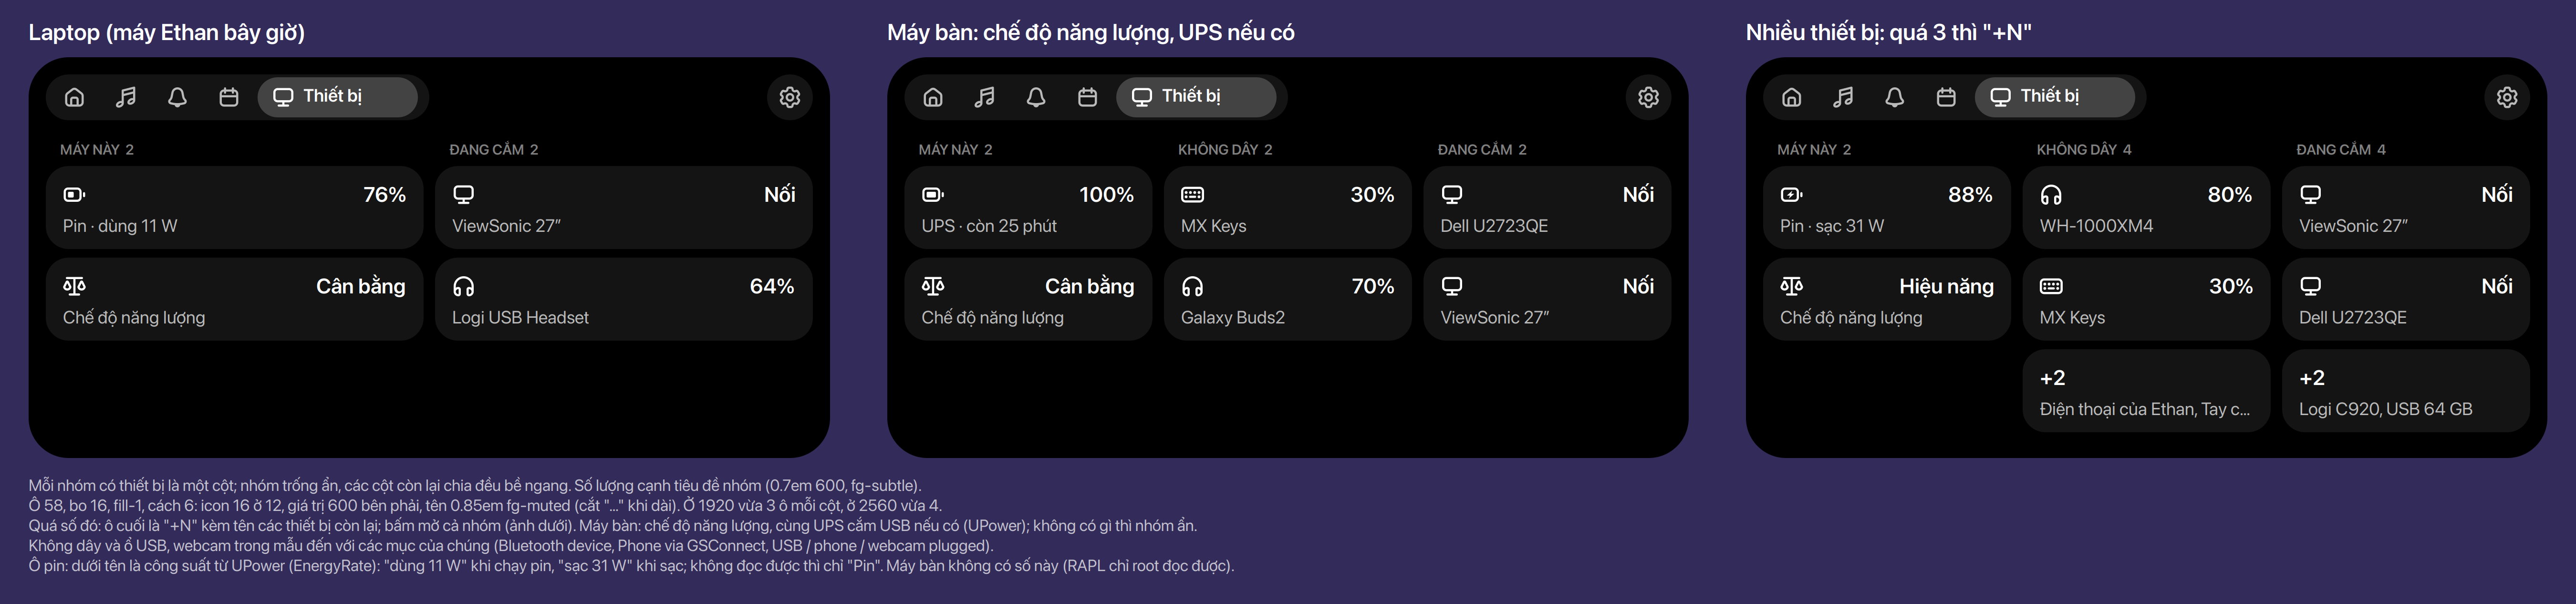 Laptop (máy Ethan bây giờ)
Thiết bị
MÁY NÀY 2
ĐANG CẮM 2
76%
Pin · dùng 11 W
Nối
ViewSonic 27″
Cân bằng
Chế độ năng lượng
64%
Logi USB Headset
Máy bàn: chế độ năng lượng, UPS nếu có
Thiết bị
MÁY NÀY 2
KHÔNG DÂY 2
ĐANG CẮM 2
100%
UPS · còn 25 phút
30%
MX Keys
Nối
Dell U2723QE
Cân bằng
Chế độ năng lượng
70%
Galaxy Buds2
Nối
ViewSonic 27″
Nhiều thiết bị: quá 3 thì "+N"
Thiết bị
MÁY NÀY 2
KHÔNG DÂY 4
ĐANG CẮM 4
88%
Pin · sạc 31 W
80%
WH-1000XM4
Nối
ViewSonic 27″
Hiệu năng
Chế độ năng lượng
30%
MX Keys
Nối
Dell U2723QE
+2
Điện thoại của Ethan, Tay c...
+2
Logi C920, USB 64 GB
Mỗi nhóm có thiết bị là một cột; nhóm trống ẩn, các cột còn lại chia đều bề ngang. Số lượng cạnh tiêu đề nhóm (0.7em 600, fg-subtle).
Ô 58, bo 16, fill-1, cách 6: icon 16 ở 12, giá trị 600 bên phải, tên 0.85em fg-muted (cắt "..." khi dài). Ở 1920 vừa 3 ô mỗi cột, ở 2560 vừa 4.
Quá số đó: ô cuối là "+N" kèm tên các thiết bị còn lại; bấm mở cả nhóm (ảnh dưới). Máy bàn: chế độ năng lượng, cùng UPS cắm USB nếu có (UPower); không có gì thì nhóm ẩn.
Không dây và ổ USB, webcam trong mẫu đến với các mục của chúng (Bluetooth device, Phone via GSConnect, USB / phone / webcam plugged).
Ô pin: dưới tên là công suất từ UPower (EnergyRate): "dùng 11 W" khi chạy pin, "sạc 31 W" khi sạc; không đọc được thì chỉ "Pin". Máy bàn không có số này (RAPL chỉ root đọc được).